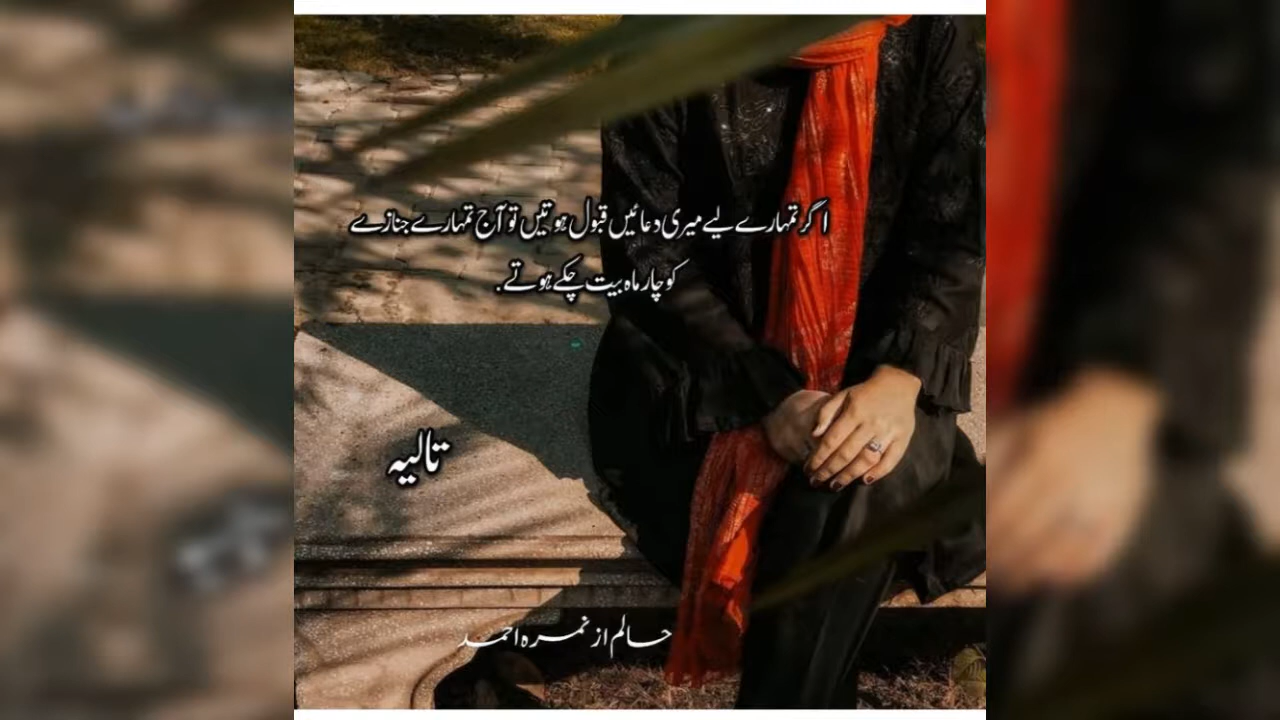 اگر تمہارے لیے میری دعائیں قبول ہوتیں تو آج تمہارے جنازے
کو چار ماہ بیت چکے ہوتے.
تالیہ
حالم از نمرہ احمد